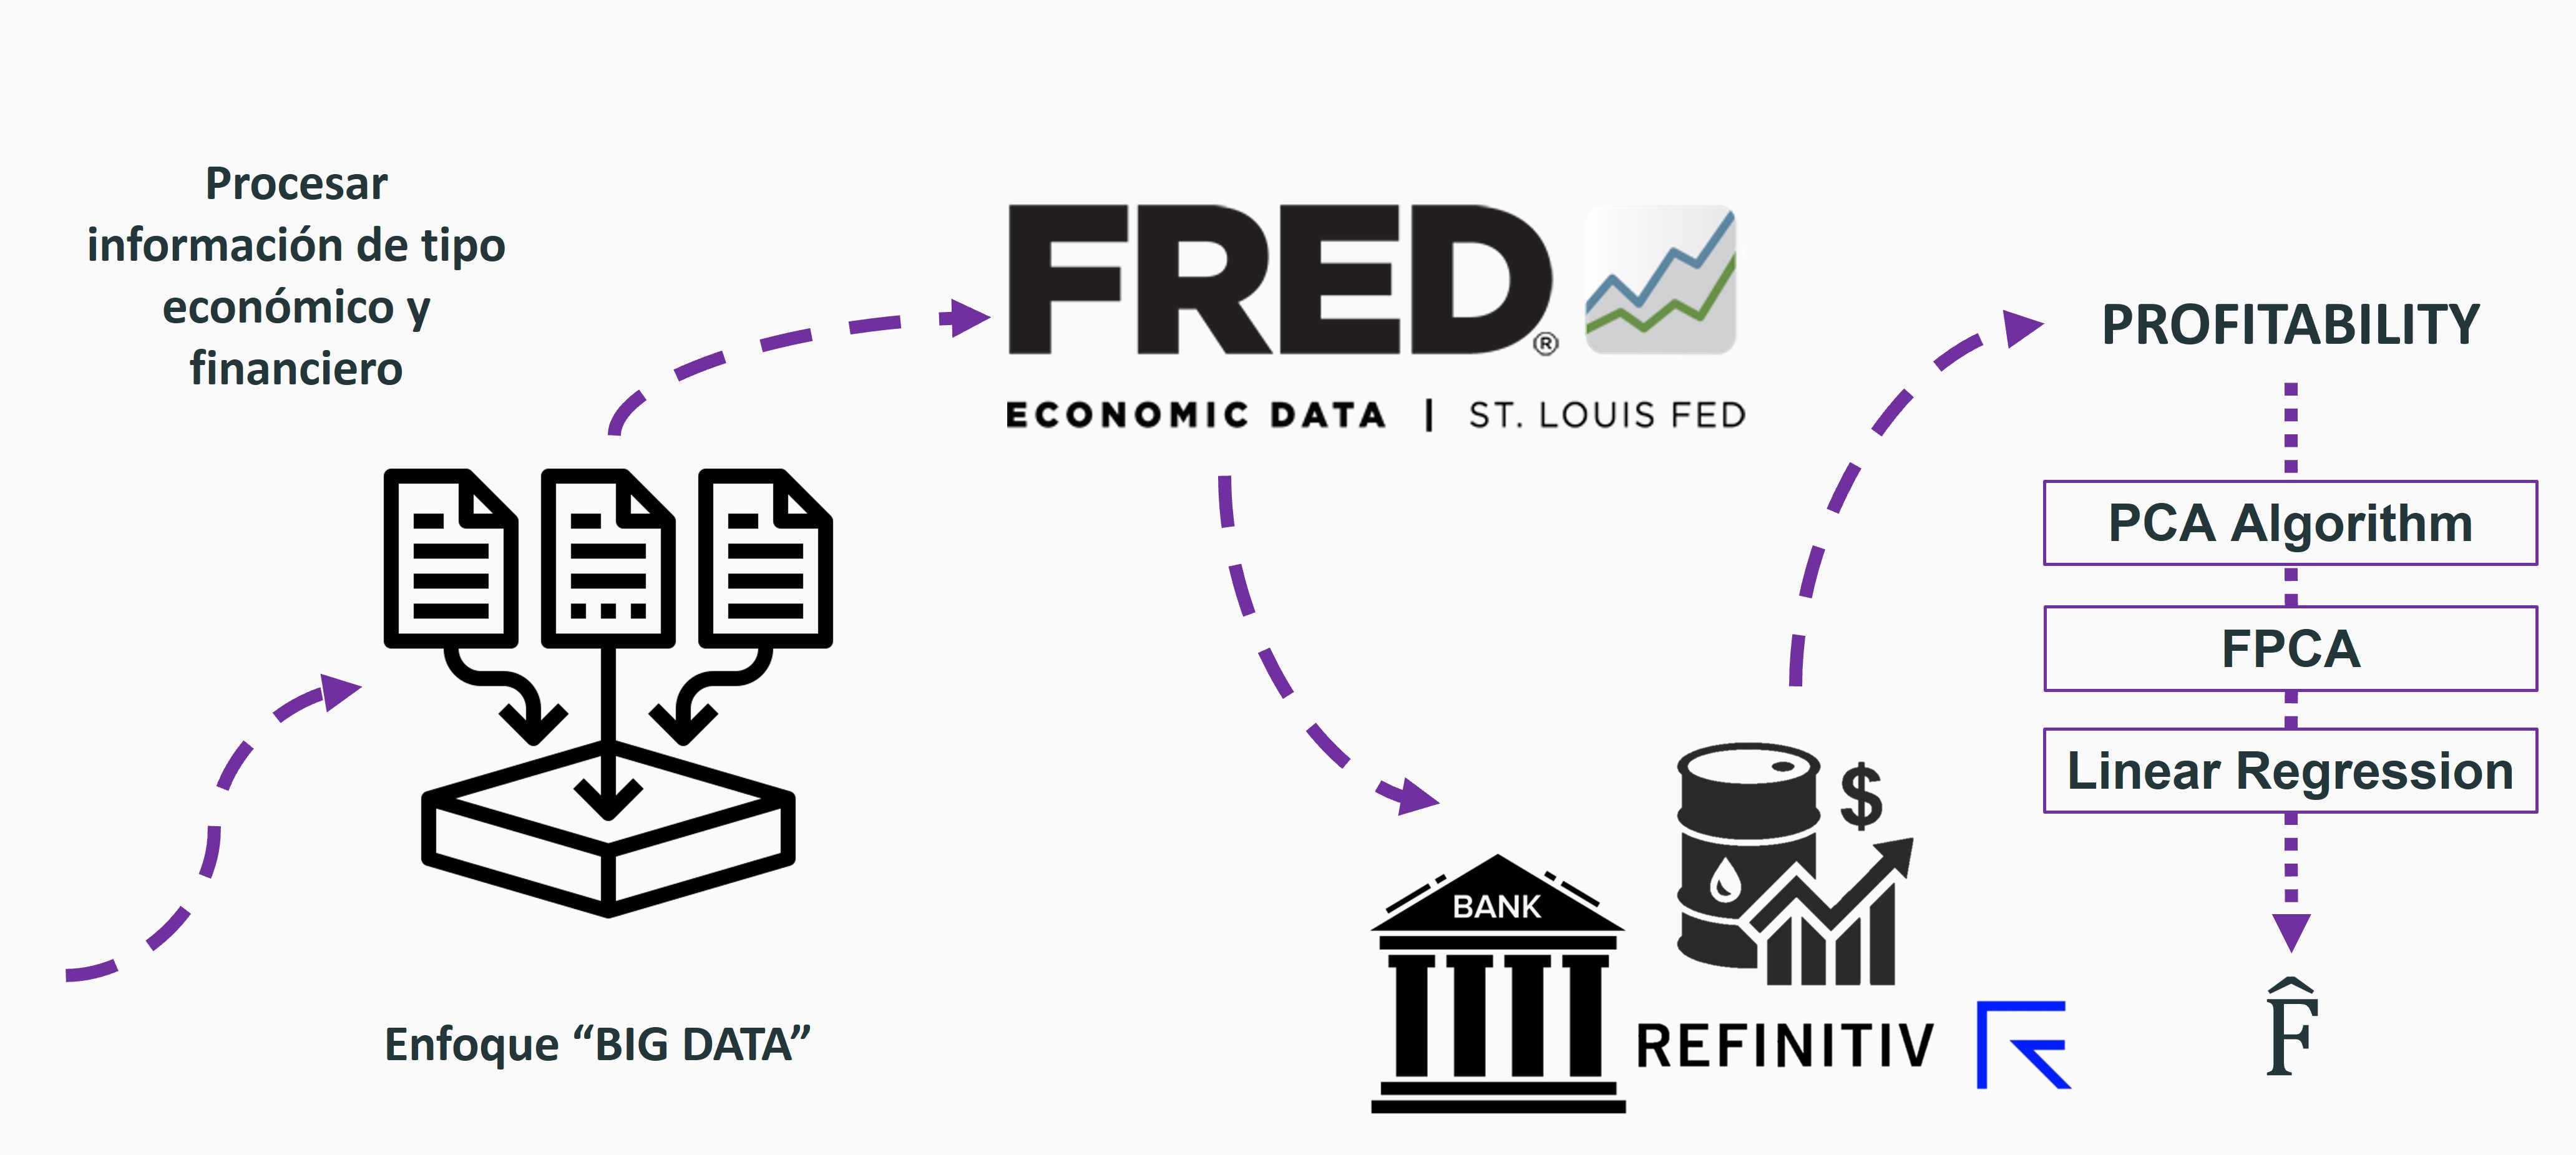 Procesar
información de tipo
económico y
financiero
Enfoque “BIG DATA”
FRED®
ECONOMIC DATA | ST. LOUIS FED
BANK
$
REFINITIV
PROFITABILITY
PCA Algorithm
FPCA
Linear Regression
F̂